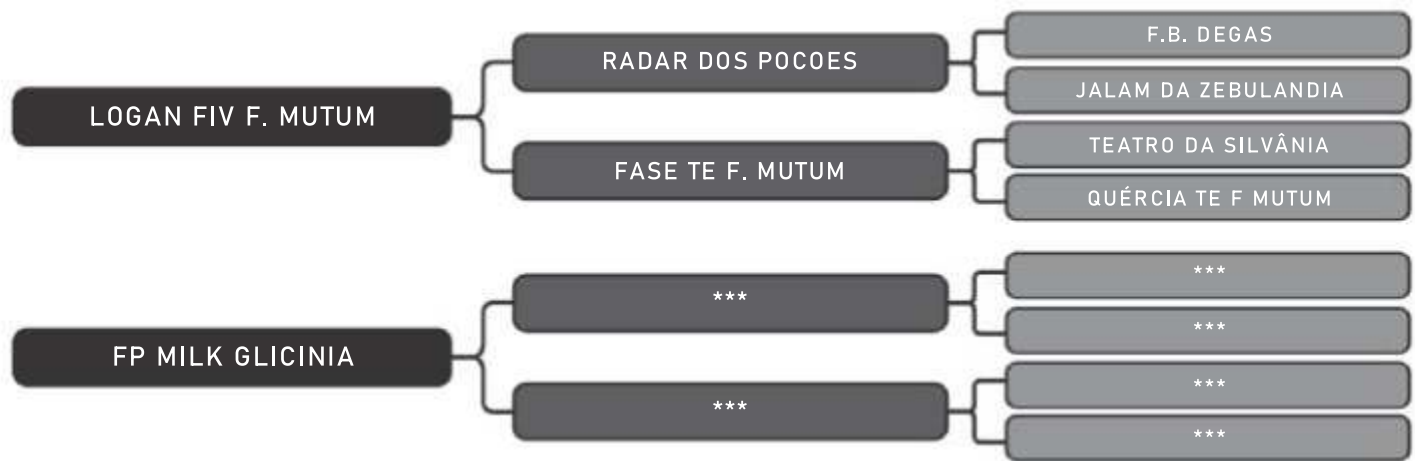 F.B. DEGAS
RADAR DOS POCOES
JALAM DA ZEBULANDIA
LOGAN FIV F. MUTUM
TEATRO DA SILVÂNIA
FASE TE F. MUTUM
QUÉRCIA TE F MUTUM
***
***
***
FP MILK GLICINIA
***
***
***